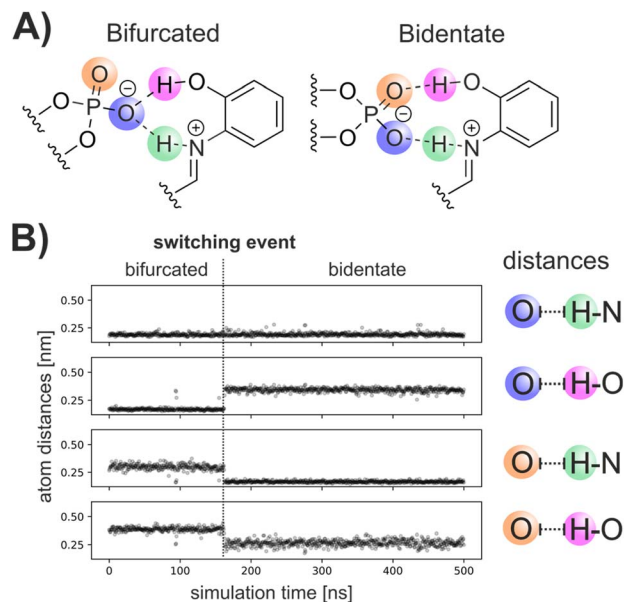 A)
Bifurcated
Bidentate
O
⊖
H
O
P
O
O
O
H
N
⊕
O
H
O
O
⊖
P
O
O
H
N
⊕
B)
switching event
bifurcated
bidentate
distances
atom distances [nm]
0.50
0.25
O H-N
0.50
0.25
O H-O
0.50
0.25
O H-N
0.50
0.25
O H-O
0 100 200 300 400 500
simulation time [ns]